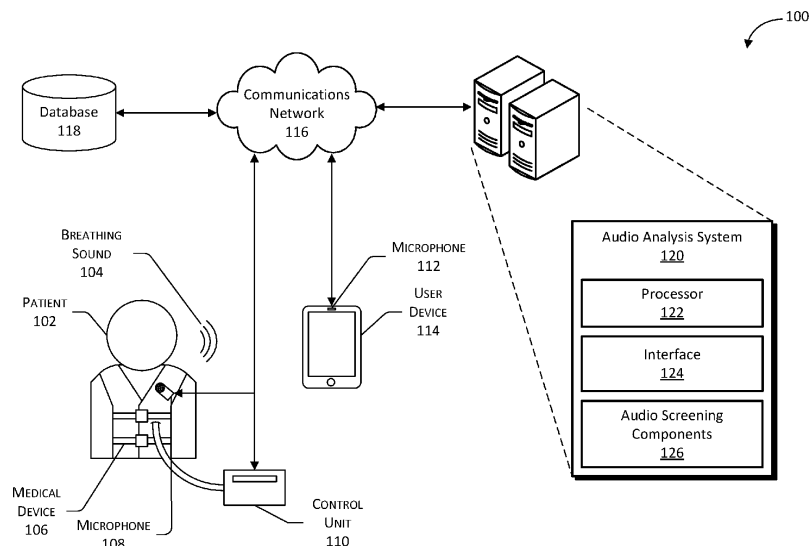 100
Communications
Network
116
Database
118
BREATHING
SOUND
104
MICROPHONE
112
USER
DEVICE
114
PATIENT
102
Audio Analysis System
120
Processor
122
Interface
124
Audio Screening
Components
126
MEDICAL
DEVICE
106
MICROPHONE
108
CONTROL
UNIT
110